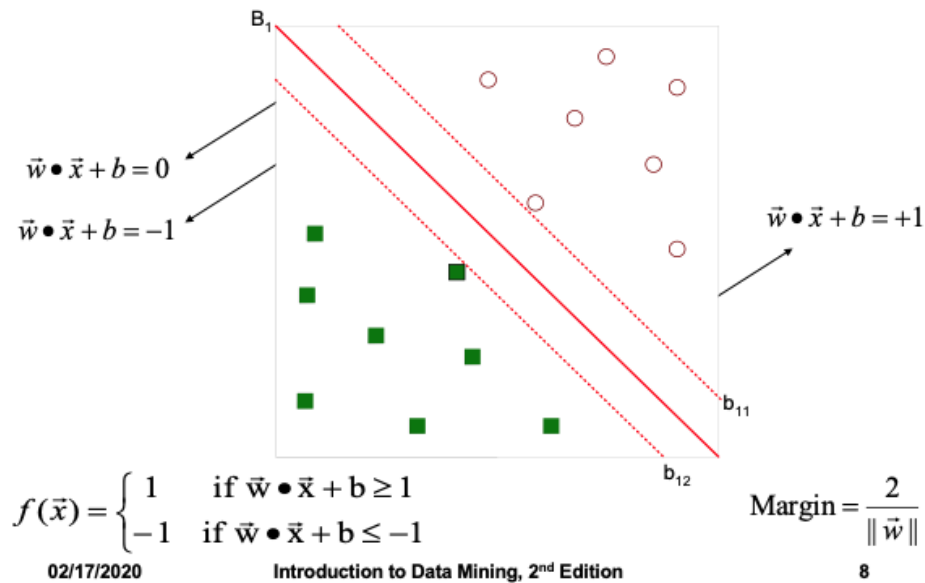 B₁
w⃗ • x⃗ + b = 0
w⃗ • x⃗ + b = −1
w⃗ • x⃗ + b = +1
b₁₁
b₁₂
f(x⃗) = { 1 if w⃗ • x⃗ + b ≥ 1
−1 if w⃗ • x⃗ + b ≤ −1
Margin = 2 / || w⃗ ||
02/17/2020 Introduction to Data Mining, 2ⁿᵈ Edition 8